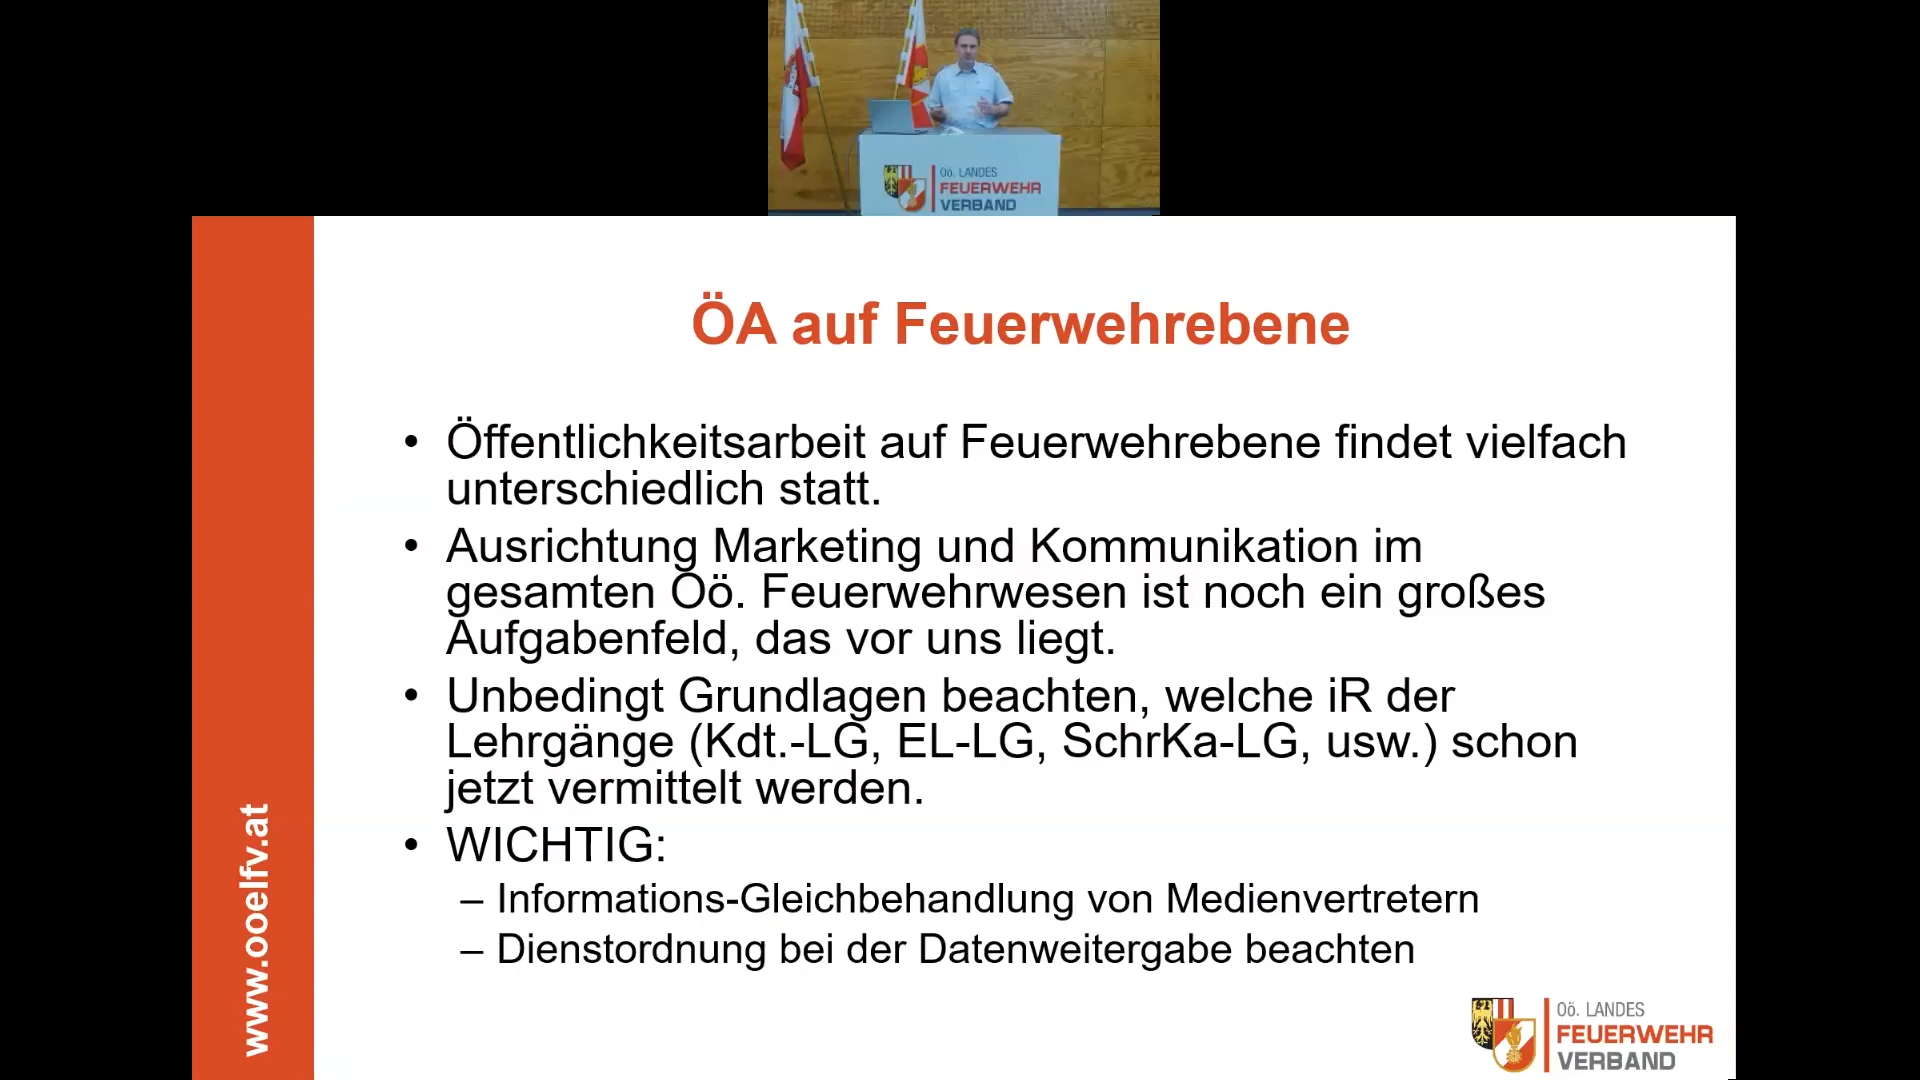 Oö. LANDES
FEUERWEHR
VERBAND
ÖA auf Feuerwehrebene
• Öffentlichkeitsarbeit auf Feuerwehrebene findet vielfach
unterschiedlich statt.
• Ausrichtung Marketing und Kommunikation im
gesamten Oö. Feuerwehrwesen ist noch ein großes
Aufgabenfeld, das vor uns liegt.
• Unbedingt Grundlagen beachten, welche iR der
Lehrgänge (Kdt.-LG, EL-LG, SchrKa-LG, usw.) schon
jetzt vermittelt werden.
• WICHTIG:
– Informations-Gleichbehandlung von Medienvertretern
– Dienstordnung bei der Datenweitergabe beachten
www.ooelfv.at
Oö. LANDES
FEUERWEHR
VERBAND